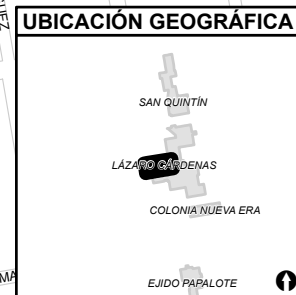 UBICACIÓN GEOGRÁFICA
SAN QUINTÍN
LÁZARO CÁRDENAS
COLONIA NUEVA ERA
EJIDO PAPALOTE